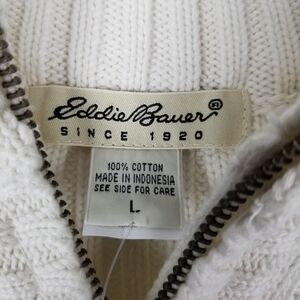 Eddie Bauer®
SINCE 1920
100% COTTON
MADE IN INDONESIA
SEE SIDE FOR CARE
L